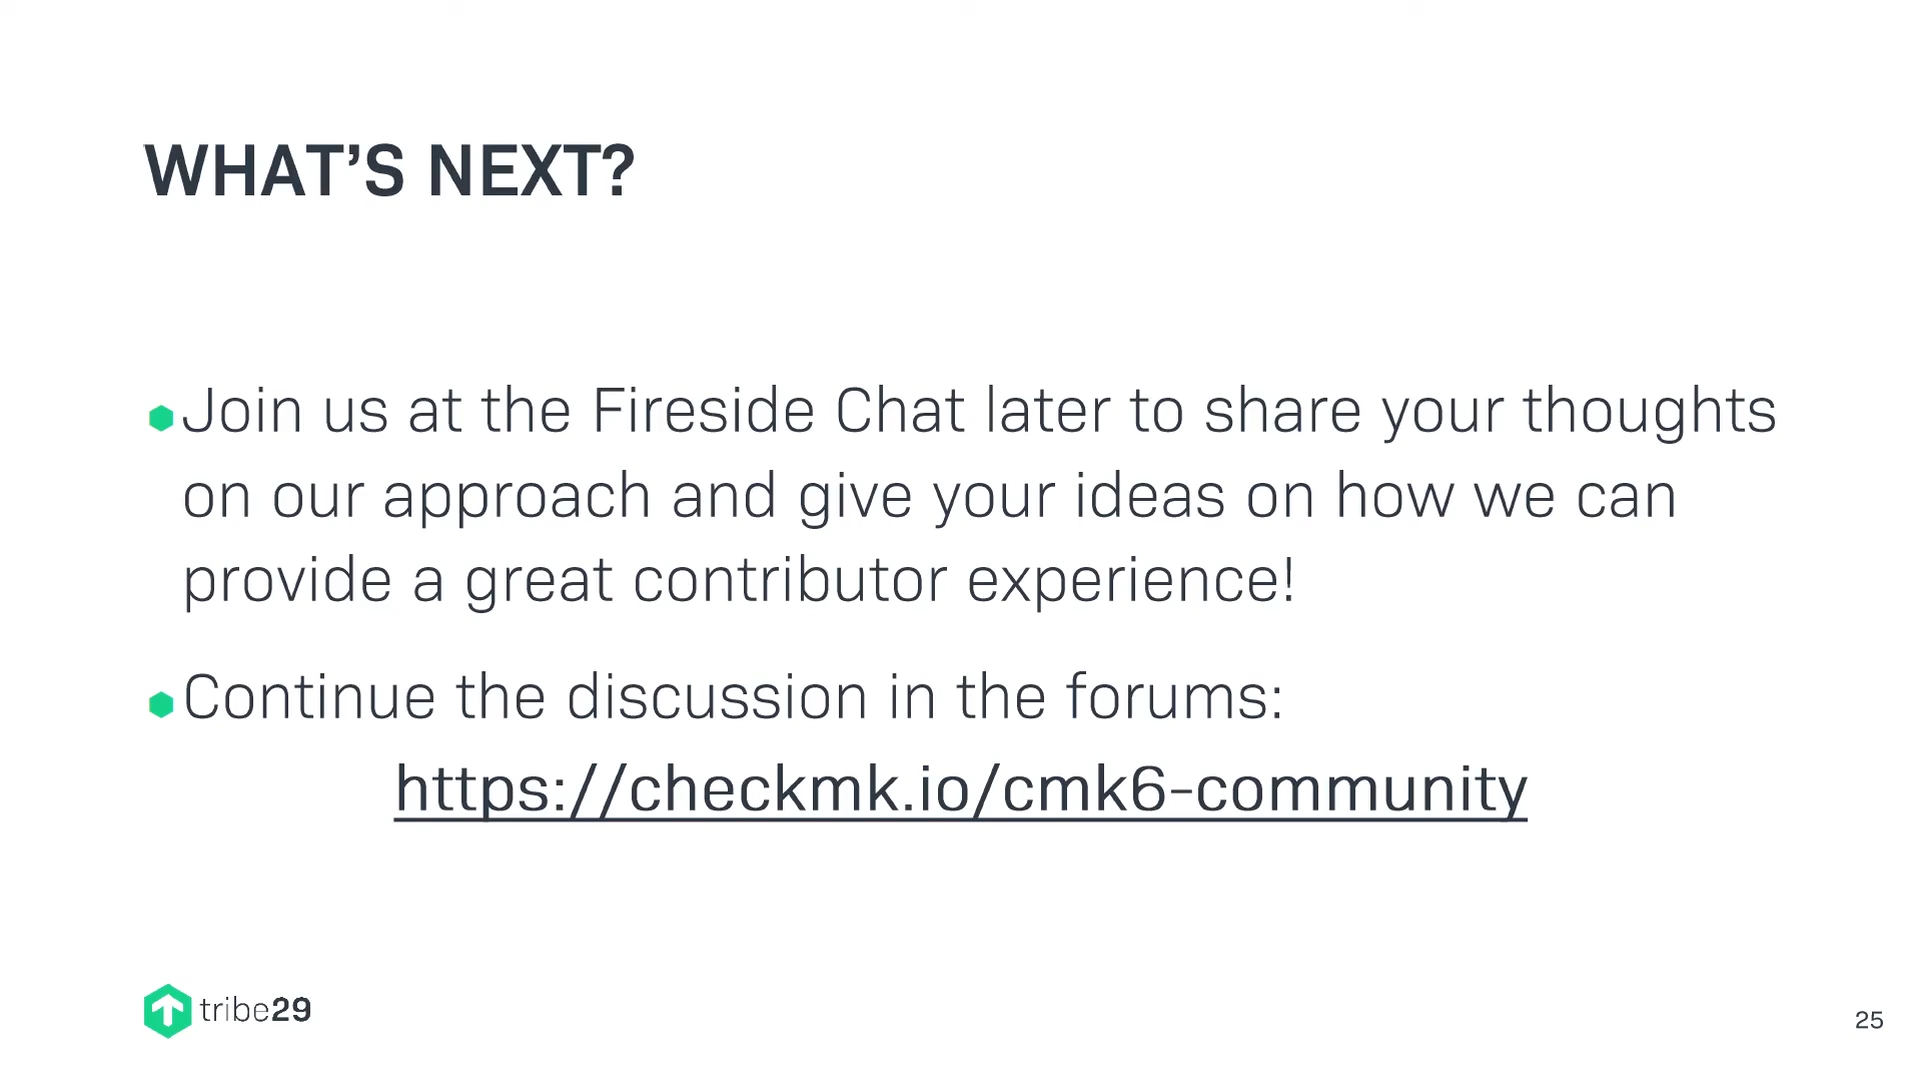 WHAT’S NEXT?
Join us at the Fireside Chat later to share your thoughts
on our approach and give your ideas on how we can
provide a great contributor experience!
Continue the discussion in the forums:
https://checkmk.io/cmk6-community
tribe29
25